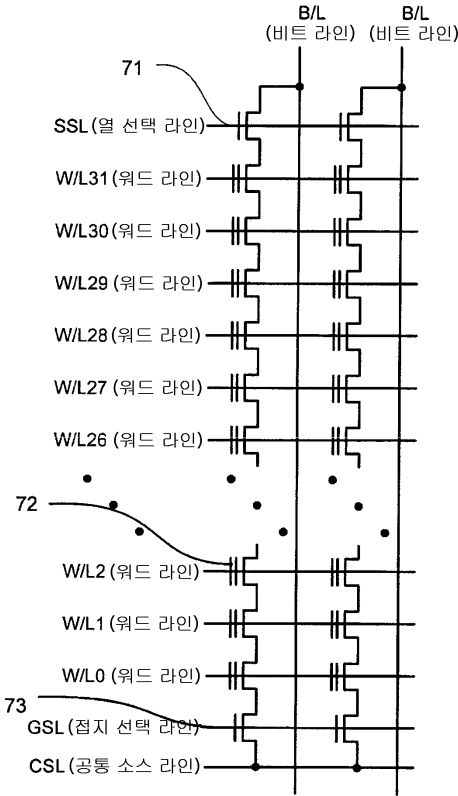 B/L B/L
(비트 라인) (비트 라인)
71
SSL (열 선택 라인)
W/L31 (워드 라인)
W/L30 (워드 라인)
W/L29 (워드 라인)
W/L28 (워드 라인)
W/L27 (워드 라인)
W/L26 (워드 라인)
72
W/L2 (워드 라인)
W/L1 (워드 라인)
W/L0 (워드 라인)
73
GSL (접지 선택 라인)
CSL (공통 소스 라인)